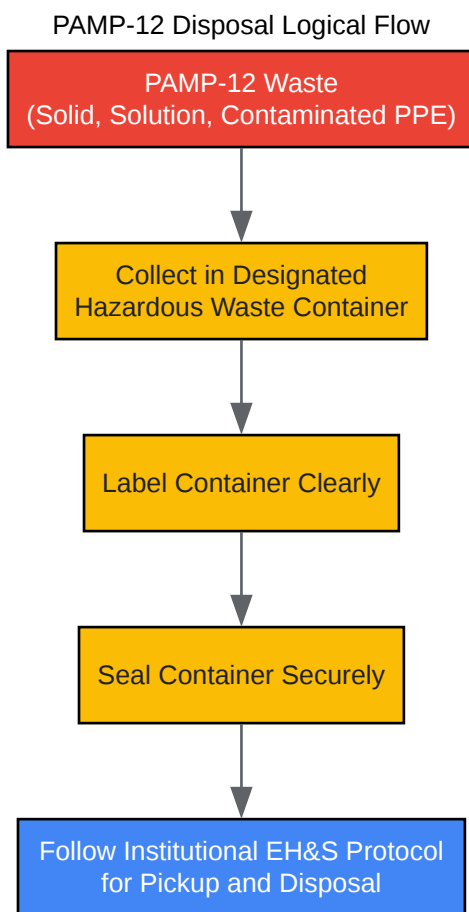 PAMP-12 Disposal Logical Flow
PAMP-12 Waste
(Solid, Solution, Contaminated PPE)
Collect in Designated
Hazardous Waste Container
Label Container Clearly
Seal Container Securely
Follow Institutional EH&S Protocol
for Pickup and Disposal